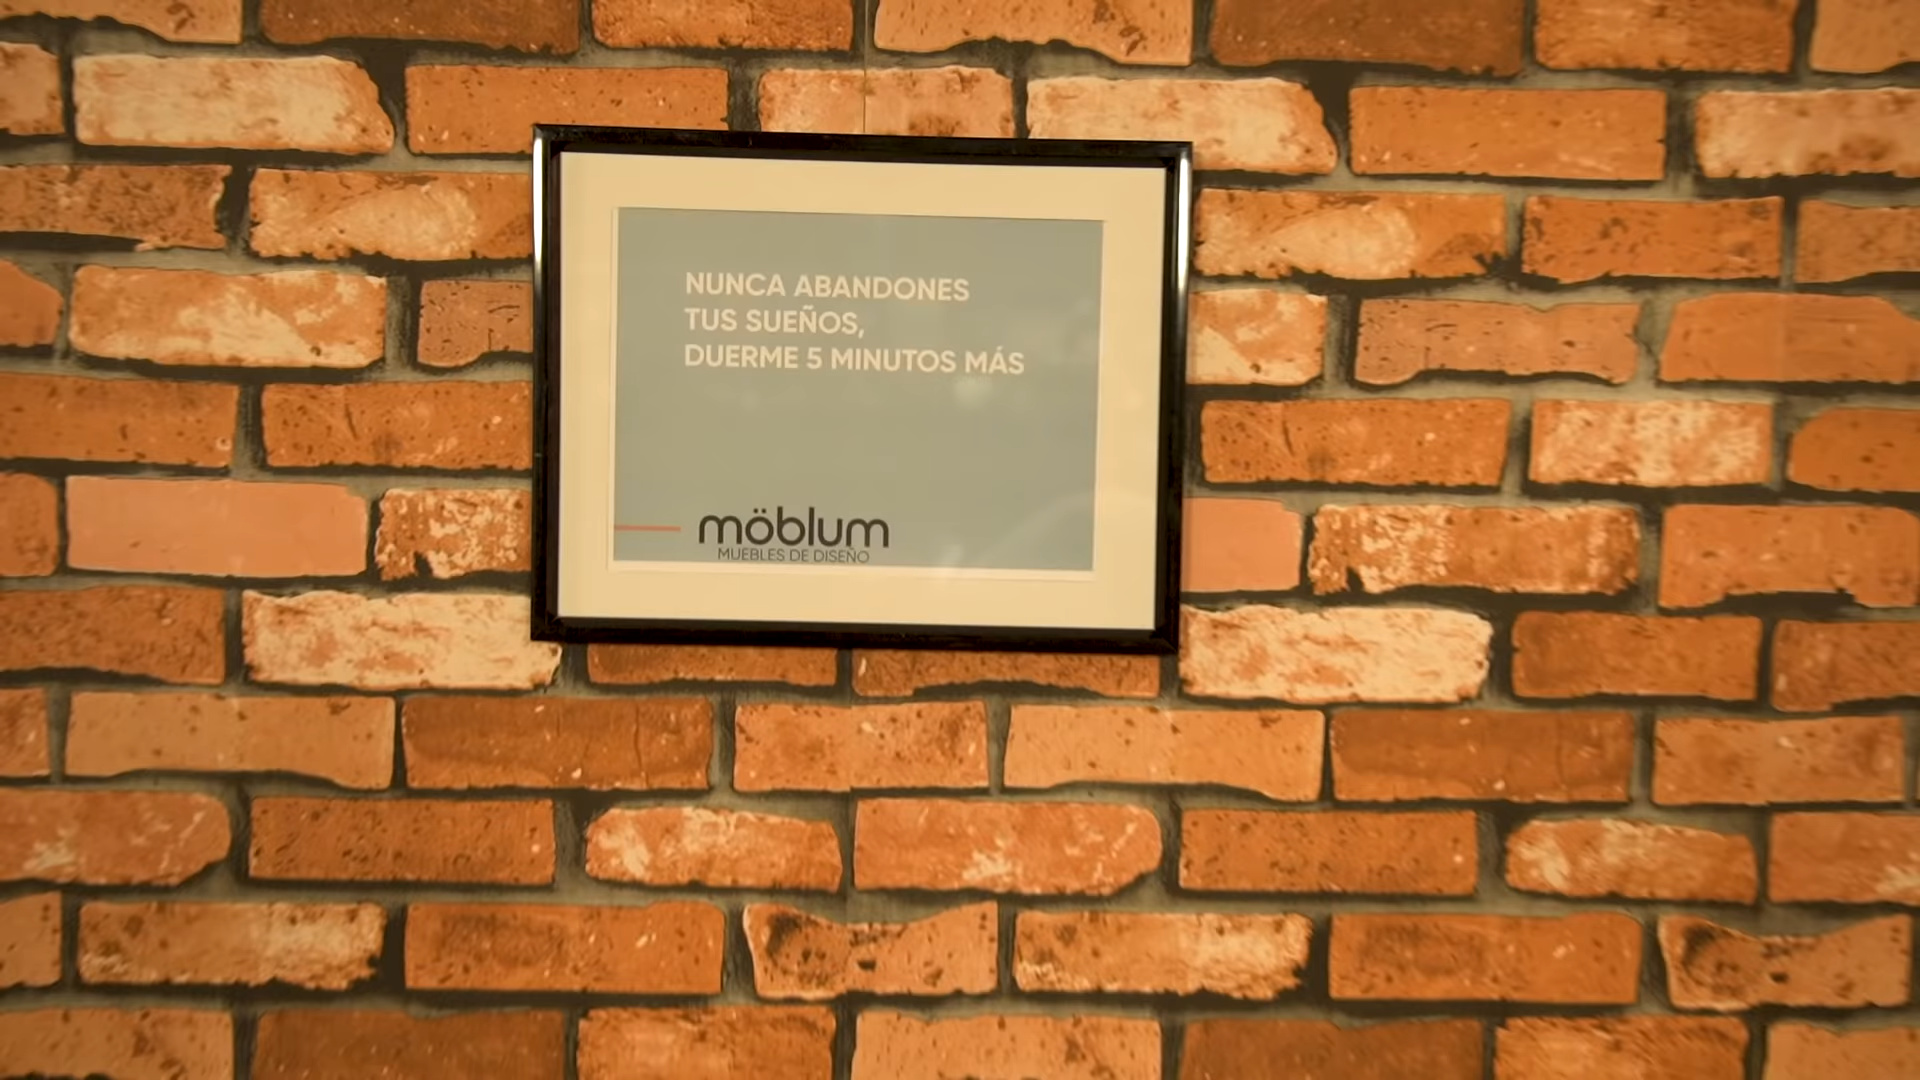 NUNCA ABANDONES
TUS SUEÑOS,
DUERME 5 MINUTOS MÁS
möblum
MUEBLES DE DISEÑO